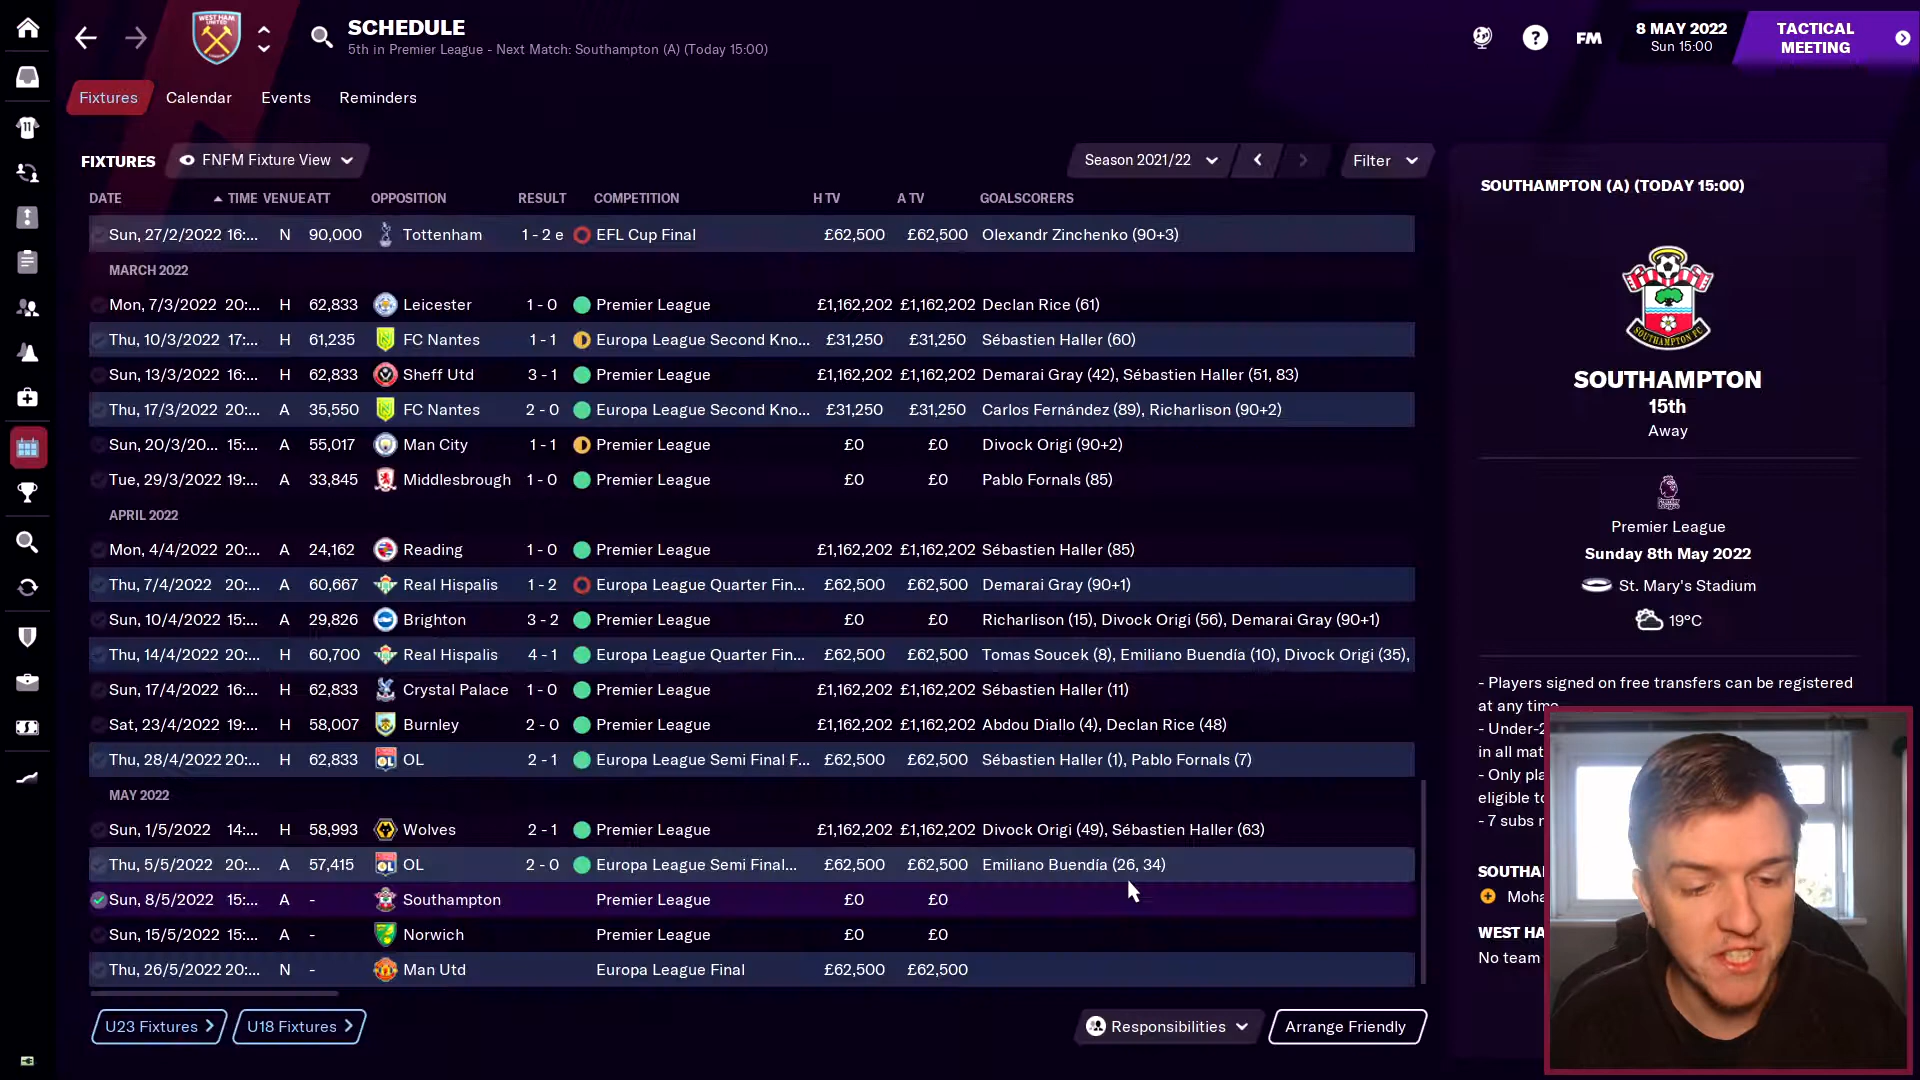 WEST HAM UNITED
SCHEDULE
5th in Premier League - Next Match: Southampton (A) (Today 15:00)
FM
8 MAY 2022
Sun 15:00
TACTICAL MEETING
Fixtures Calendar Events Reminders
FIXTURES FNFM Fixture View Season 2021/22 Filter
DATE TIME VENUE ATT OPPOSITION RESULT COMPETITION H TV A TV GOALSCORERS
Sun, 27/2/2022 16:... N 90,000 Tottenham 1 - 2 e EFL Cup Final £62,500 £62,500 Olexandr Zinchenko (90+3)
MARCH 2022
Mon, 7/3/2022 20:... H 62,833 Leicester 1 - 0 Premier League £1,162,202 £1,162,202 Declan Rice (61)
Thu, 10/3/2022 17:... H 61,235 FC Nantes 1 - 1 Europa League Second Kno... £31,250 £31,250 Sébastien Haller (60)
Sun, 13/3/2022 16:... H 62,833 Sheff Utd 3 - 1 Premier League £1,162,202 £1,162,202 Demarai Gray (42), Sébastien Haller (51, 83)
Thu, 17/3/2022 20:... A 35,550 FC Nantes 2 - 0 Europa League Second Kno... £31,250 £31,250 Carlos Fernández (89), Richarlison (90+2)
Sun, 20/3/20... 15:... A 55,017 Man City 1 - 1 Premier League £0 £0 Divock Origi (90+2)
Tue, 29/3/2022 19:... A 33,845 Middlesbrough 1 - 0 Premier League £0 £0 Pablo Fornals (85)
APRIL 2022
Mon, 4/4/2022 20:... A 24,162 Reading 1 - 0 Premier League £1,162,202 £1,162,202 Sébastien Haller (85)
Thu, 7/4/2022 20:... A 60,667 Real Hispalis 1 - 2 Europa League Quarter Fin... £62,500 £62,500 Demarai Gray (90+1)
Sun, 10/4/2022 15:... A 29,826 Brighton 3 - 2 Premier League £0 £0 Richarlison (15), Divock Origi (56), Demarai Gray (90+1)
Thu, 14/4/2022 20:... H 60,700 Real Hispalis 4 - 1 Europa League Quarter Fin... £62,500 £62,500 Tomas Soucek (8), Emiliano Buendía (10), Divock Origi (35),
Sun, 17/4/2022 16:... H 62,833 Crystal Palace 1 - 0 Premier League £1,162,202 £1,162,202 Sébastien Haller (11)
Sat, 23/4/2022 19:... H 58,007 Burnley 2 - 0 Premier League £1,162,202 £1,162,202 Abdou Diallo (4), Declan Rice (48)
Thu, 28/4/2022 20:... H 62,833 OL 2 - 1 Europa League Semi Final F... £62,500 £62,500 Sébastien Haller (1), Pablo Fornals (7)
MAY 2022
Sun, 1/5/2022 14:... H 58,993 Wolves 2 - 1 Premier League £1,162,202 £1,162,202 Divock Origi (49), Sébastien Haller (63)
Thu, 5/5/2022 20:... A 57,415 OL 2 - 0 Europa League Semi Final... £62,500 £62,500 Emiliano Buendía (26, 34)
Sun, 8/5/2022 15:... A - Southampton Premier League £0 £0
Sun, 15/5/2022 15:... A - Norwich Premier League £0 £0
Thu, 26/5/2022 20:... N - Man Utd Europa League Final £62,500 £62,500
U23 Fixtures U18 Fixtures Responsibilities Arrange Friendly
SOUTHAMPTON (A) (TODAY 15:00)
SOUTHAMPTON FC
SOUTHAMPTON
15th
Away
Premier League
Sunday 8th May 2022
St. Mary's Stadium
19°C
- Players signed on free transfers can be registered
at any time
- Under-2
in all mat
- Only pla
eligible to
- 7 subs
SOUTHA
Moha
WEST HA
No team